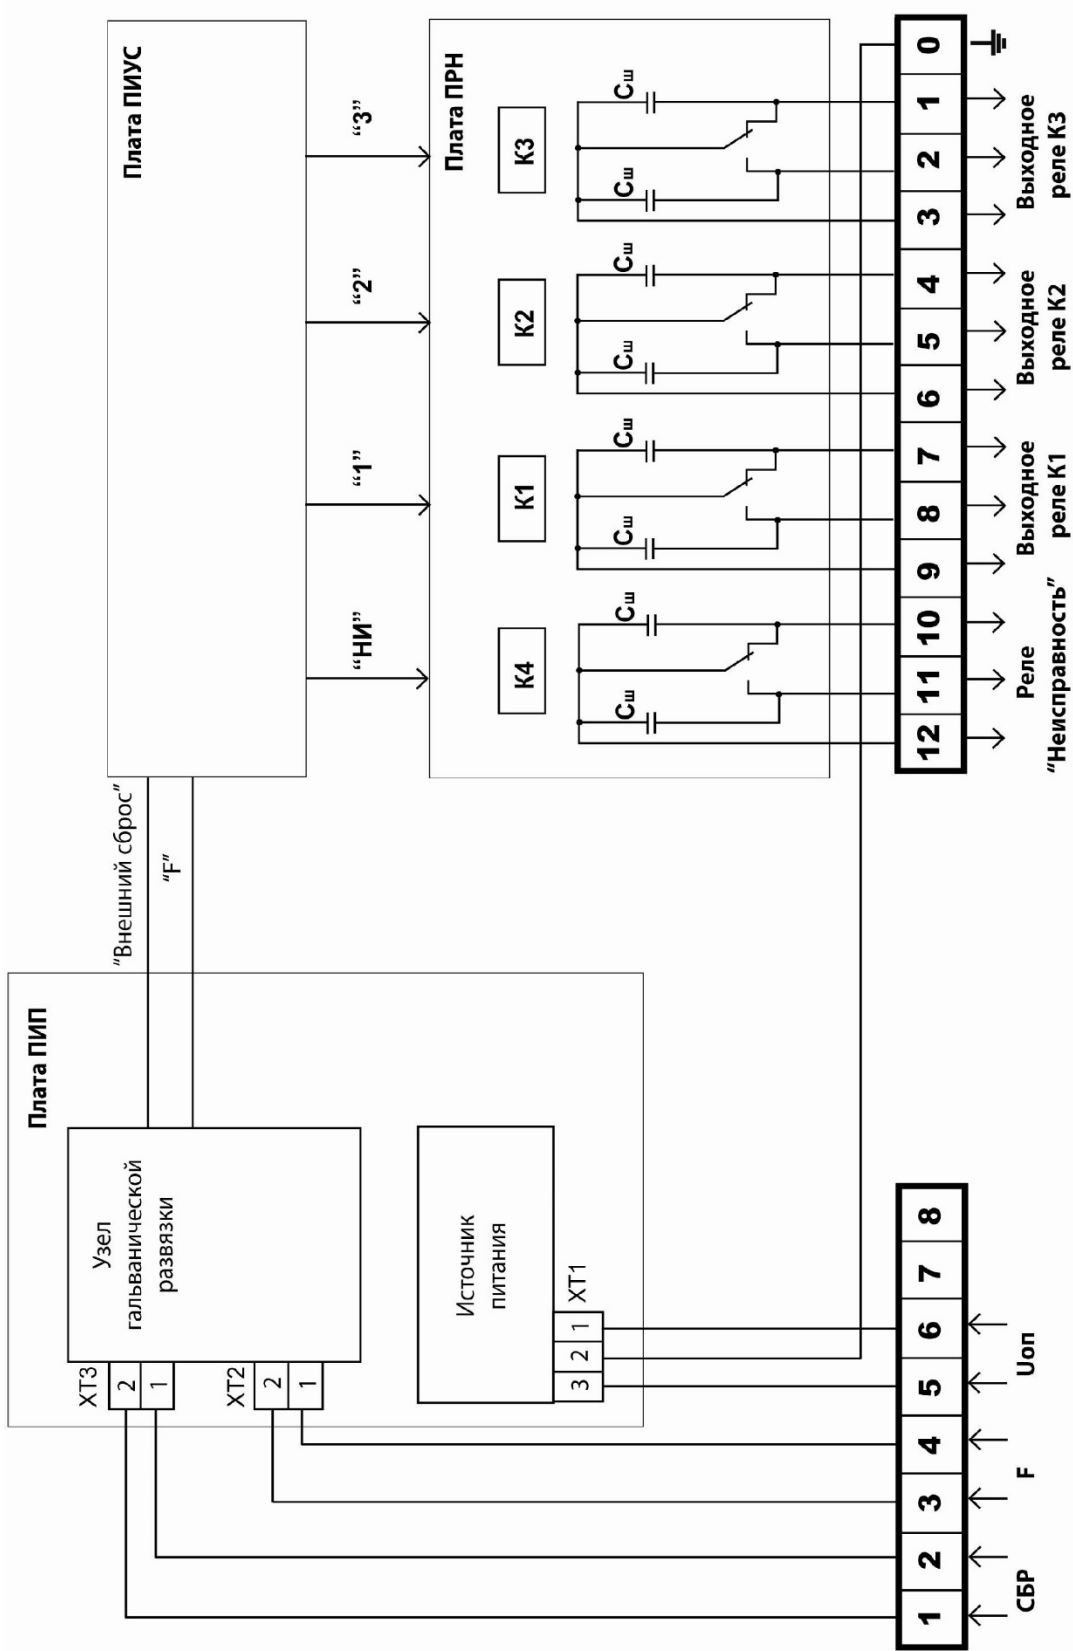 Плата ПИП
Узел
гальванической
развязки
XT3
2
1
XT2
2
1
Источник
питания
XT1
3
2
1
“Внешний сброс”
“F”
Плата ПИУС
“НИ”
“1”
“2”
“3”
Плата ПРН
К4
К1
К2
К3
Сш
Сш
Сш
Сш
Сш
Сш
Сш
Сш
1
2
3
4
5
6
7
8
СБР
F
Uоп
12
11
10
9
8
7
6
5
4
3
2
1
0
Реле
“Неисправность”
Выходное
реле К1
Выходное
реле К2
Выходное
реле К3